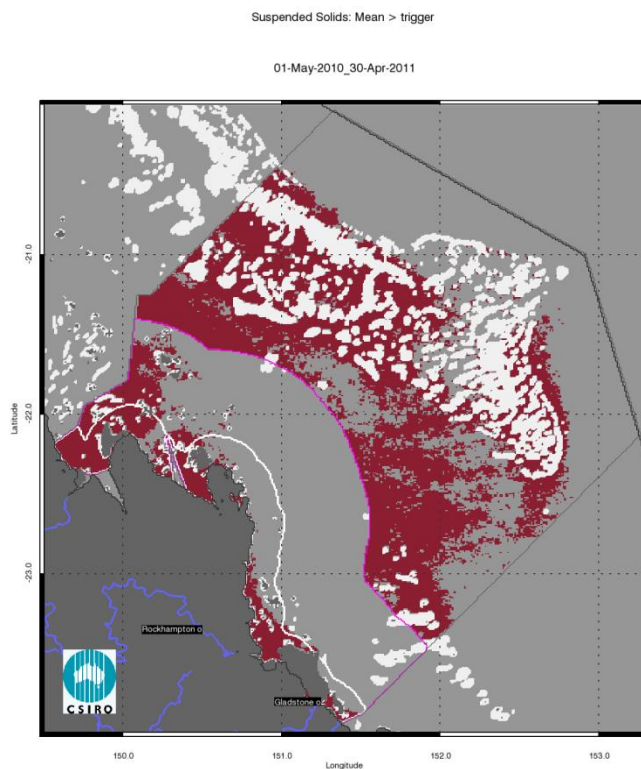 Suspended Solids: Mean > trigger
01-May-2010_30-Apr-2011
-21.0
-22.0
-23.0
Latitude
Rockhampton o
Gladstone o
CSIRO
150.0 151.0 152.0 153.0
Longitude